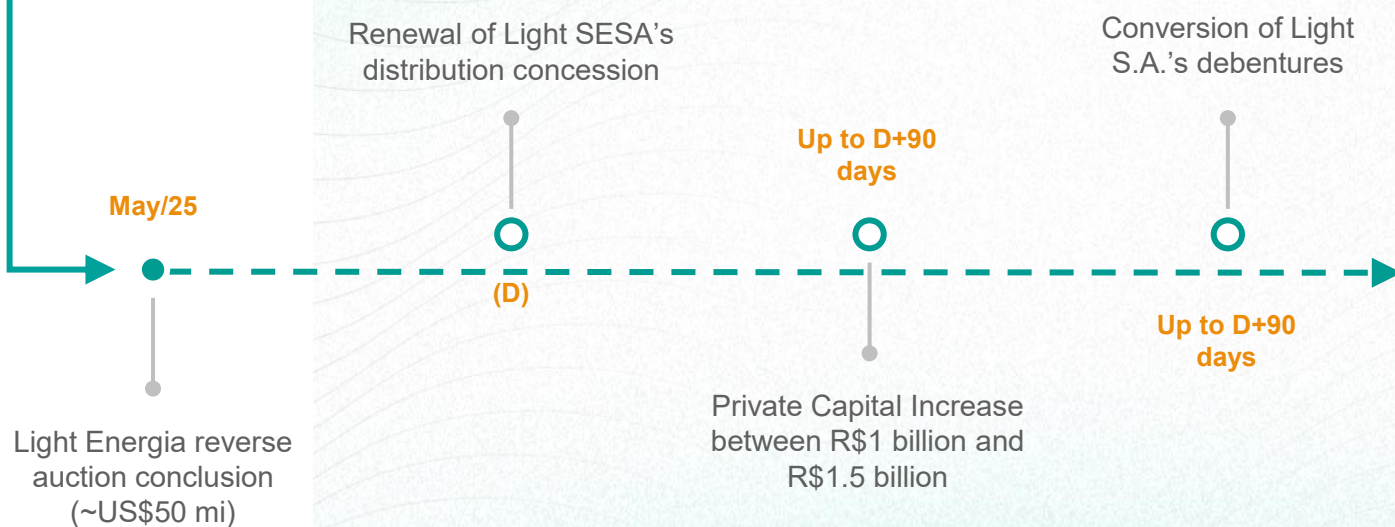 May/25
Light Energia reverse
auction conclusion
(~US$50 mi)
Renewal of Light SESA's
distribution concession
(D)
Up to D+90
days
Private Capital Increase
between R$1 billion and
R$1.5 billion
Conversion of Light
S.A.'s debentures
Up to D+90
days